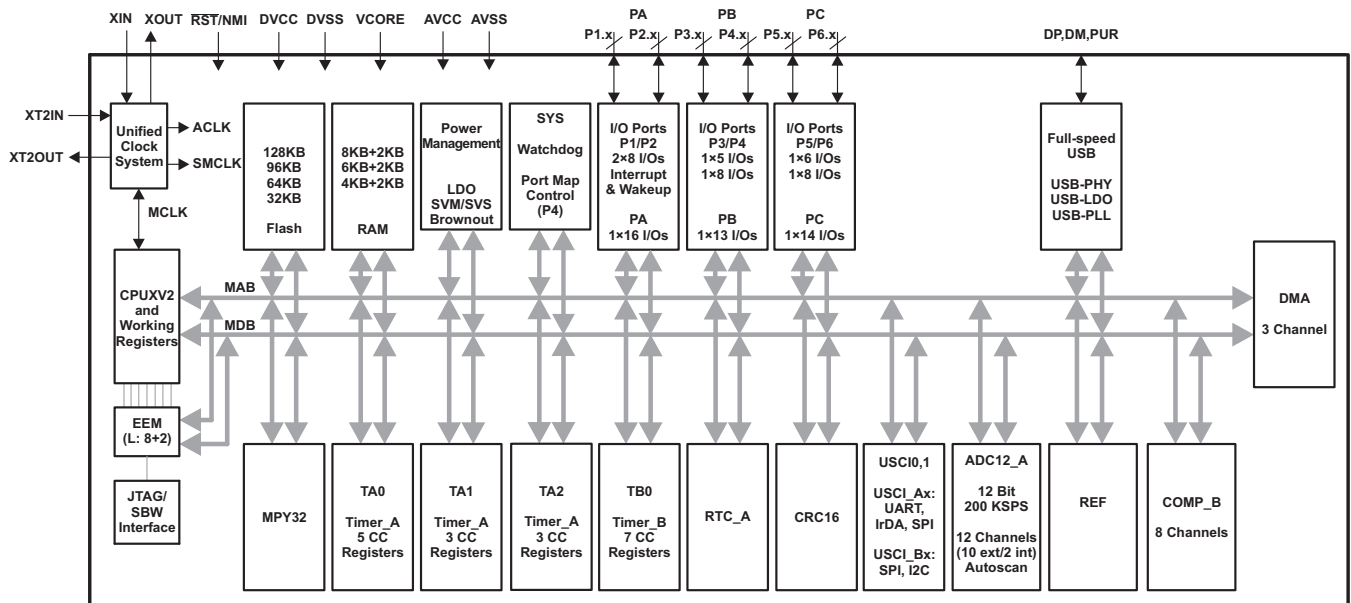 XIN
XOUT
RST/NMI
DVCC
DVSS
VCORE
AVCC
AVSS
PA
P1.x
P2.x
PB
P3.x
P4.x
PC
P5.x
P6.x
DP,DM,PUR
XT2IN
XT2OUT
Unified
Clock
System
ACLK
SMCLK
MCLK
128KB
96KB
64KB
32KB
Flash
8KB+2KB
6KB+2KB
4KB+2KB
RAM
Power
Management
LDO
SVM/SVS
Brownout
SYS
Watchdog
Port Map
Control
(P4)
I/O Ports
P1/P2
2×8 I/Os
Interrupt
& Wakeup
PA
1×16 I/Os
I/O Ports
P3/P4
1×5 I/Os
1×8 I/Os
PB
1×13 I/Os
I/O Ports
P5/P6
1×6 I/Os
1×8 I/Os
PC
1×14 I/Os
Full-speed
USB
USB-PHY
USB-LDO
USB-PLL
CPUXV2
and
Working
Registers
MAB
MDB
DMA
3 Channel
EEM
(L: 8+2)
JTAG/
SBW
Interface
MPY32
TA0
Timer_A
5 CC
Registers
TA1
Timer_A
3 CC
Registers
TA2
Timer_A
3 CC
Registers
TB0
Timer_B
7 CC
Registers
RTC_A
CRC16
USCI0,1
USCI_Ax:
UART,
IrDA, SPI
USCI_Bx:
SPI, I2C
ADC12_A
12 Bit
200 KSPS
12 Channels
(10 ext/2 int)
Autoscan
REF
COMP_B
8 Channels